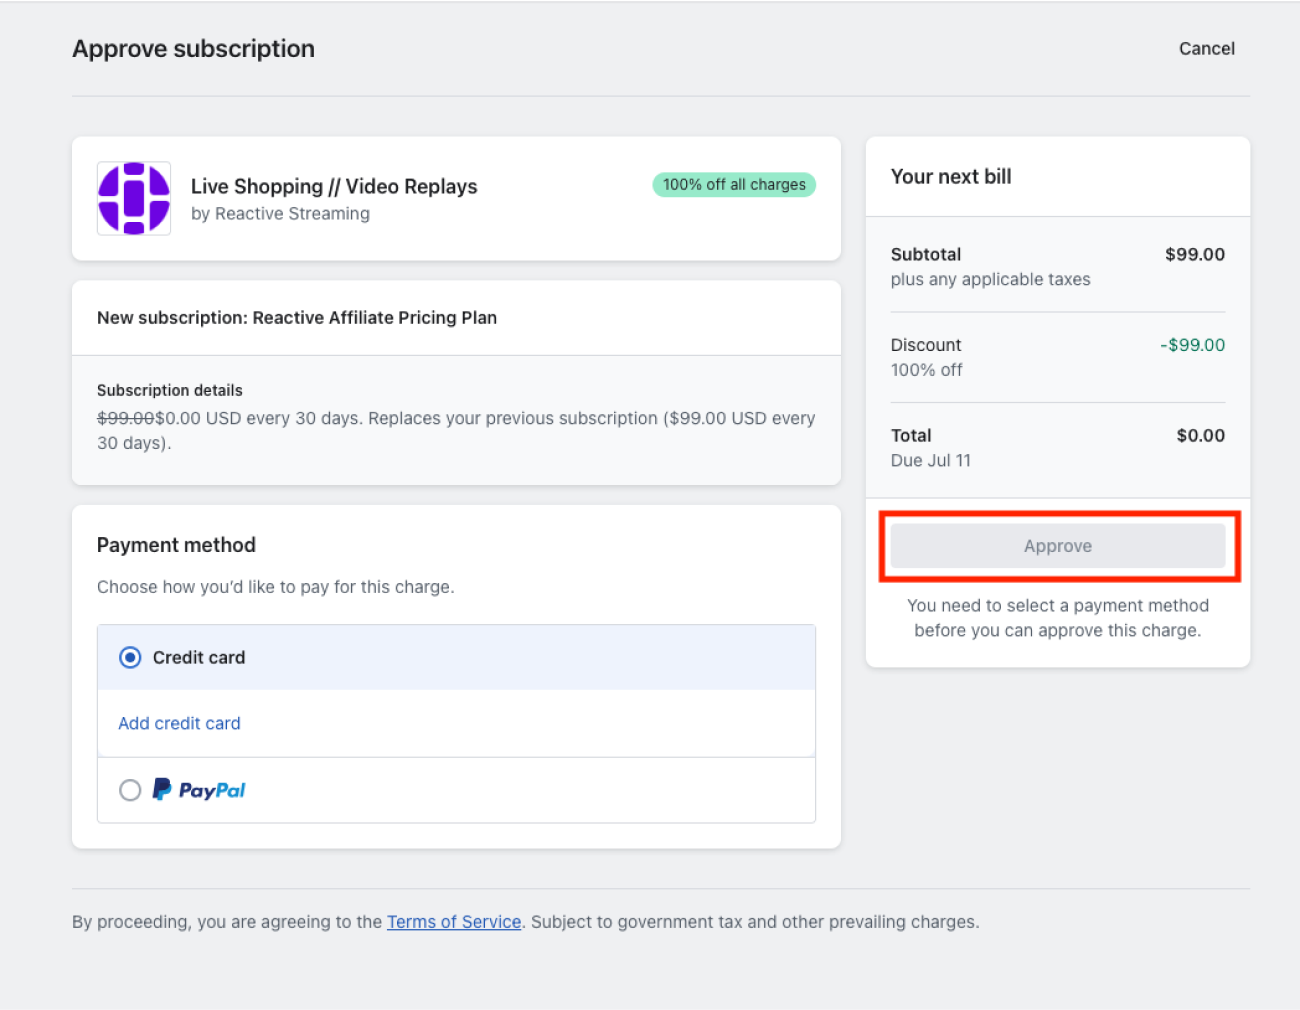 Approve subscription
Cancel
Live Shopping // Video Replays
by Reactive Streaming
100% off all charges
New subscription: Reactive Affiliate Pricing Plan
Subscription details
$99.00$0.00 USD every 30 days. Replaces your previous subscription ($99.00 USD every
30 days).
Payment method
Choose how you’d like to pay for this charge.
Credit card
Add credit card
PayPal
Your next bill
Subtotal $99.00
plus any applicable taxes
Discount -$99.00
100% off
Total $0.00
Due Jul 11
Approve
You need to select a payment method
before you can approve this charge.
By proceeding, you are agreeing to the Terms of Service. Subject to government tax and other prevailing charges.